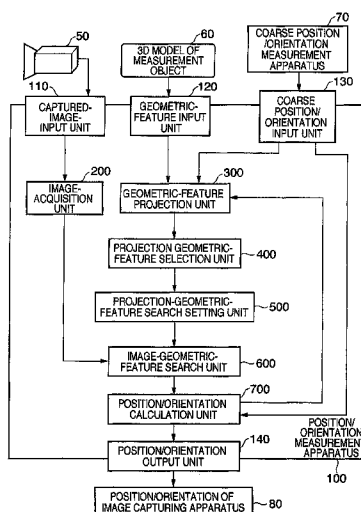 50
60
3D MODEL OF
MEASUREMENT
OBJECT
70
COARSE POSITION
/ORIENTATION
MEASUREMENT
APPARATUS
110
CAPTURED-
IMAGE-
INPUT UNIT
120
GEOMETRIC-
FEATURE INPUT
UNIT
130
COARSE
POSITION/
ORIENTATION
INPUT UNIT
200
IMAGE-
ACQUISITION
UNIT
300
GEOMETRIC-FEATURE
PROJECTION UNIT
PROJECTION GEOMETRIC-
FEATURE SELECTION UNIT
400
PROJECTION-GEOMETRIC-
FEATURE SEARCH SETTING UNIT
500
IMAGE-GEOMETRIC-
FEATURE SEARCH UNIT
600
700
POSITION/ORIENTATION
CALCULATION UNIT
140
POSITION/ORIENTATION
OUTPUT UNIT
POSITION/
ORIENTATION
MEASUREMENT
APPARATUS
100
POSITION/ORIENTATION OF
IMAGE CAPTURING APPARATUS
80